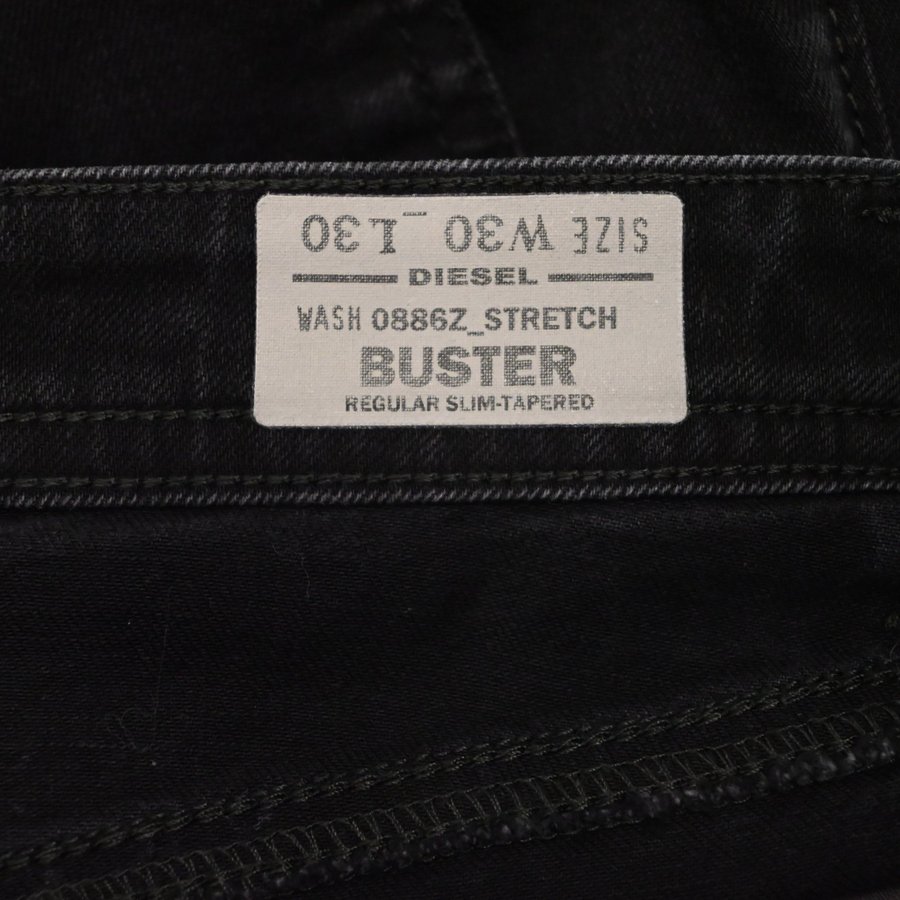 SIZE W30 L30
DIESEL
WASH 0886Z_STRETCH
BUSTER
REGULAR SLIM-TAPERED